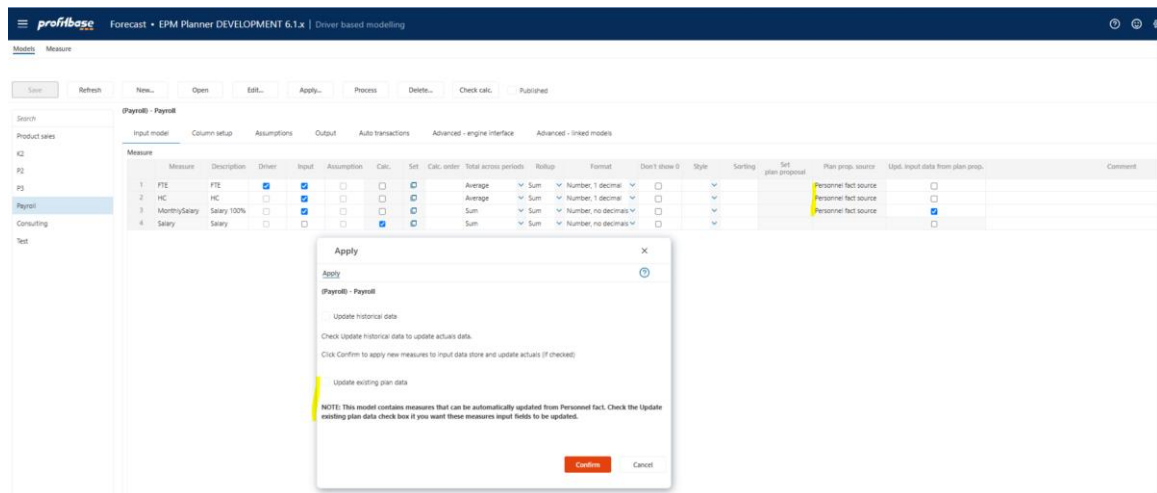 profitbase Forecast • EPM Planner DEVELOPMENT 6.1.x | Driver based modelling
Models Measure
Save Refresh New... Open Edit... Apply... Process Delete... Check calc. Published
Search
Product sales
K2
P2
P3
Payroll
Consulting
Test
(Payroll) - Payroll
Input model Column setup Assumptions Output Auto transactions Advanced - engine interface Advanced - linked models
Measure
Measure Description Driver Input Assumption Calc. Set Calc. order Total across periods Rollup Format Don't show 0 Style Sorting Set plan proposal Plan prop. source Upd. input data from plan prop. Comment
1 FTE FTE Average Sum Number, 1 decimal Personnel fact source
2 HC HC Average Sum Number, 1 decimal Personnel fact source
3 MonthlySalary Salary 100% Sum Sum Number, no decimals Personnel fact source
4 Salary Salary Sum Sum Number, no decimals
Apply
Apply
(Payroll) - Payroll
Update historical data
Check Update historical data to update actuals data.
Click Confirm to apply new measures to input data store and update actuals (if checked)
Update existing plan data
NOTE: This model contains measures that can be automatically updated from Personnel fact. Check the Update
existing plan data check box it you want these measures input fields to be updated.
Confirm Cancel